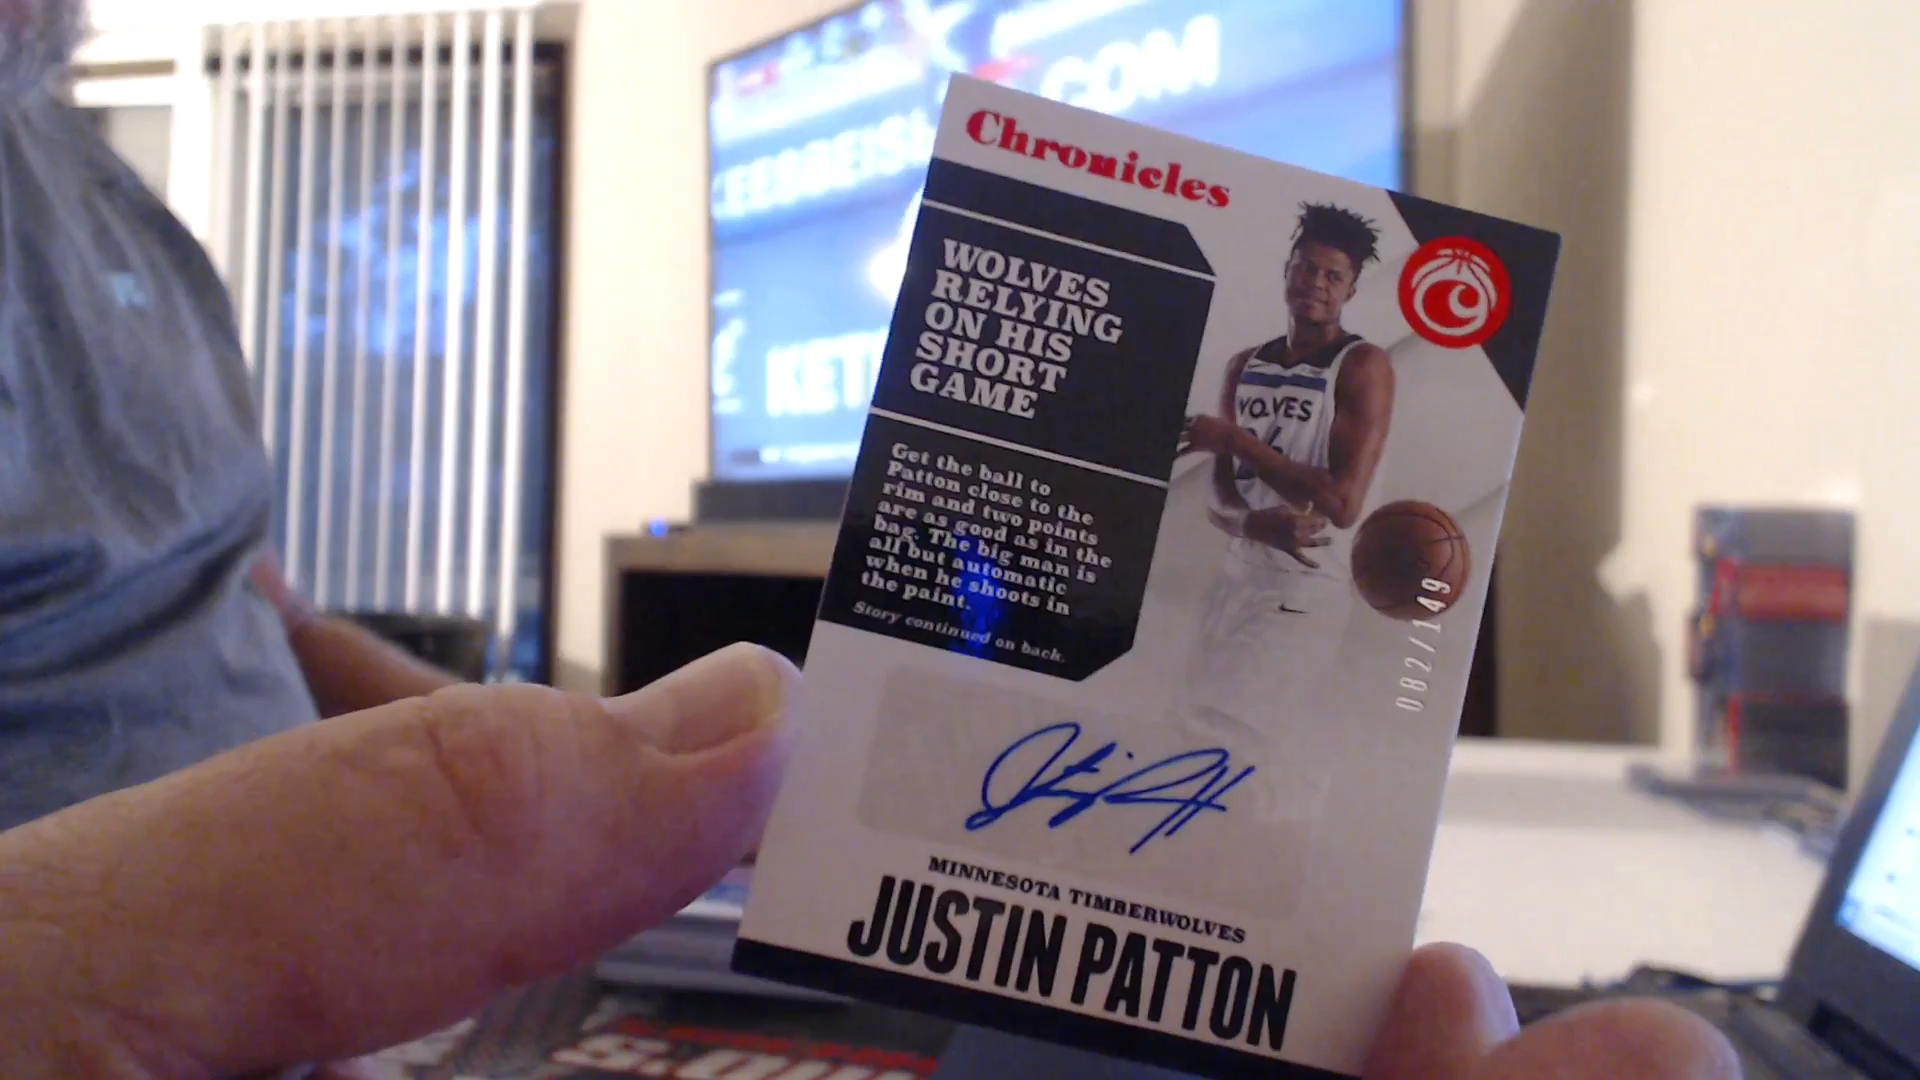 Chronicles
WOLVES
RELYING
ON HIS
SHORT
GAME
Get the ball to
Patton close to the
rim and two points
are as good as in the
bag. The big man is
all but automatic
when he shoots in
the paint.
Story continued on back.
WOLVES
082/149
MINNESOTA TIMBERWOLVES
JUSTIN PATTON
.COM